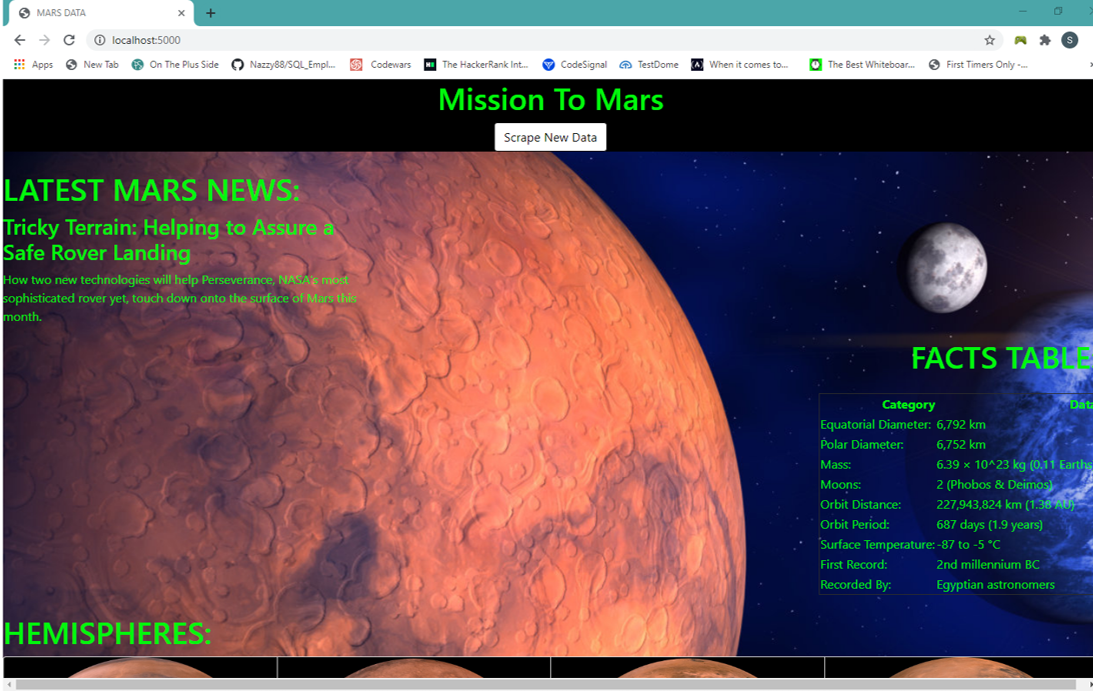 MARS DATA
localhost:5000
S
Apps New Tab On The Plus Side Nazzy88/SQL_Empl... Codewars The HackerRank Int... CodeSignal TestDome When it comes to... The Best Whiteboar... First Timers Only -...
Mission To Mars
Scrape New Data
LATEST MARS NEWS:
Tricky Terrain: Helping to Assure a
Safe Rover Landing
How two new technologies will help Perseverance, NASA's most
sophisticated rover yet, touch down onto the surface of Mars this
month.
FACTS TABLE
Category Data
Equatorial Diameter: 6,792 km
Polar Diameter: 6,752 km
Mass: 6.39 × 10^23 kg (0.11 Earths
Moons: 2 (Phobos & Deimos)
Orbit Distance: 227,943,824 km (1.38 AU)
Orbit Period: 687 days (1.9 years)
Surface Temperature: -87 to -5 °C
First Record: 2nd millennium BC
Recorded By: Egyptian astronomers
HEMISPHERES: